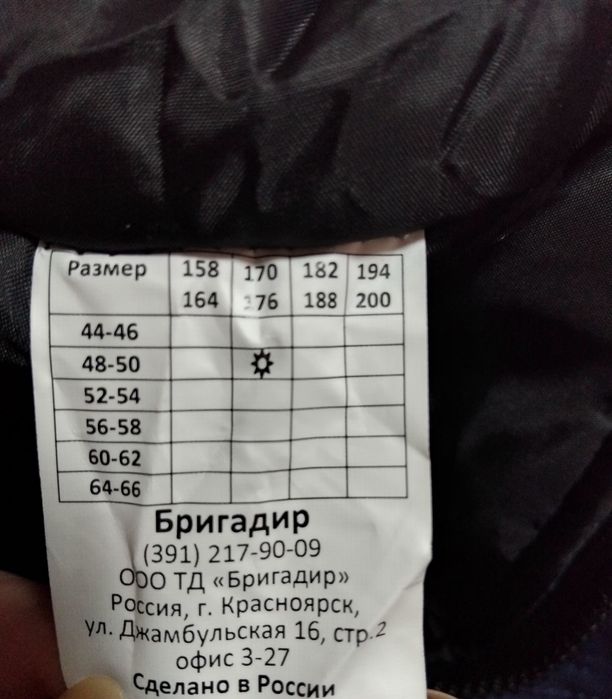 Размер 158 170 182 194
164 176 188 200
44-46
48-50
52-54
56-58
60-62
64-66
Бригадир
(391) 217-90-09
ООО ТД «Бригадир»
Россия, г. Красноярск,
ул. Джамбульская 16, стр.2
офис 3-27
Сделано в России